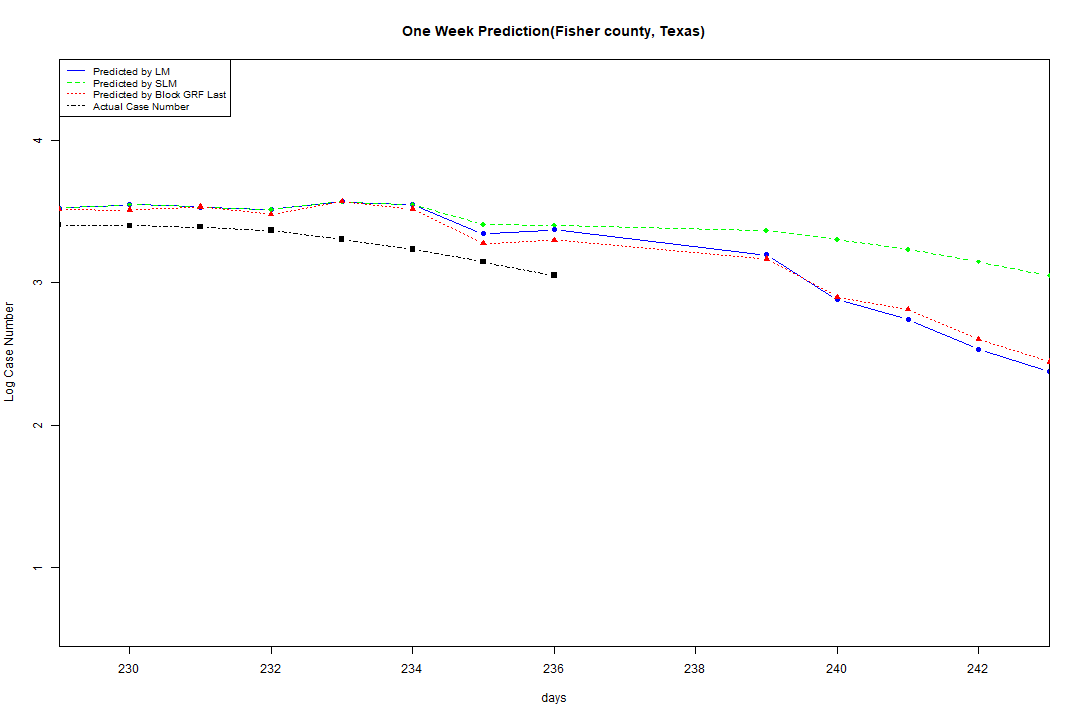 One Week Prediction(Fisher county, Texas)
Predicted by LM
Predicted by SLM
Predicted by Block GRF Last
Actual Case Number
4
3
2
1
Log Case Number
230 232 234 236 238 240 242
days